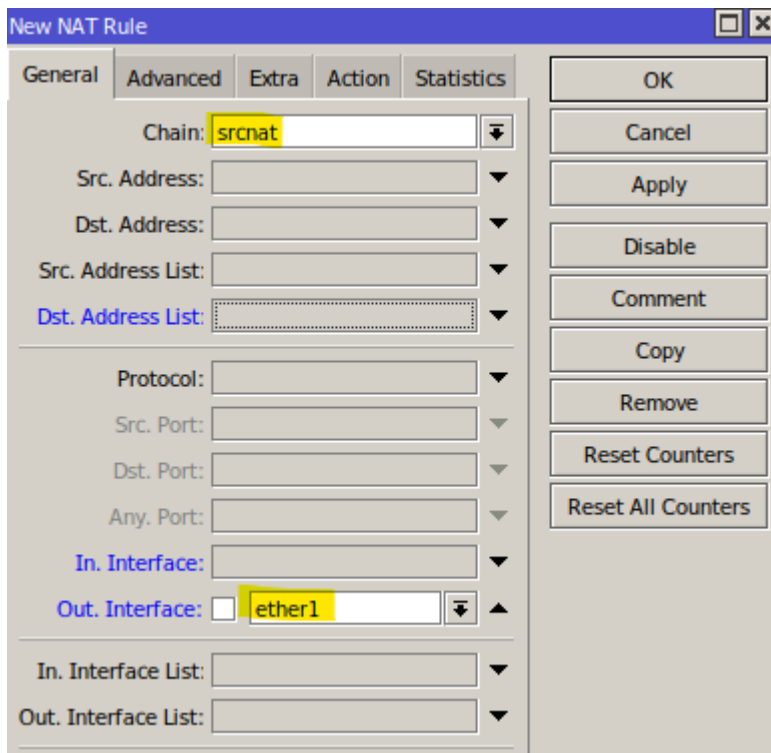 New NAT Rule
General Advanced Extra Action Statistics
Chain: srcnat
Src. Address:
Dst. Address:
Src. Address List:
Dst. Address List:
Protocol:
Src. Port:
Dst. Port:
Any. Port:
In. Interface:
Out. Interface: ether1
In. Interface List:
Out. Interface List:
OK
Cancel
Apply
Disable
Comment
Copy
Remove
Reset Counters
Reset All Counters